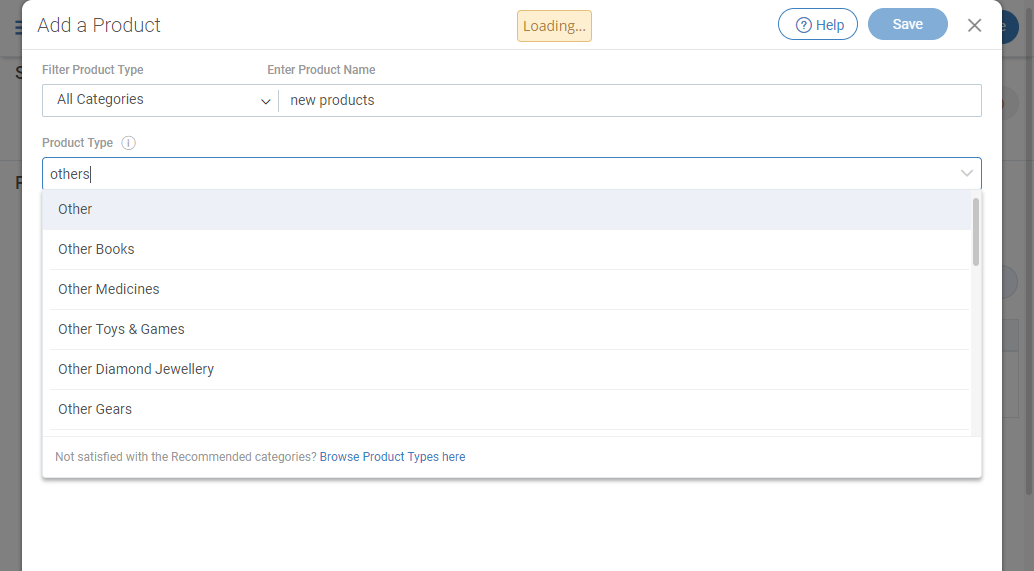 Add a Product
Loading...
Help
Save
Filter Product Type
Enter Product Name
All Categories
new products
Product Type
others
Other
Other Books
Other Medicines
Other Toys & Games
Other Diamond Jewellery
Other Gears
Not satisfied with the Recommended categories? Browse Product Types here